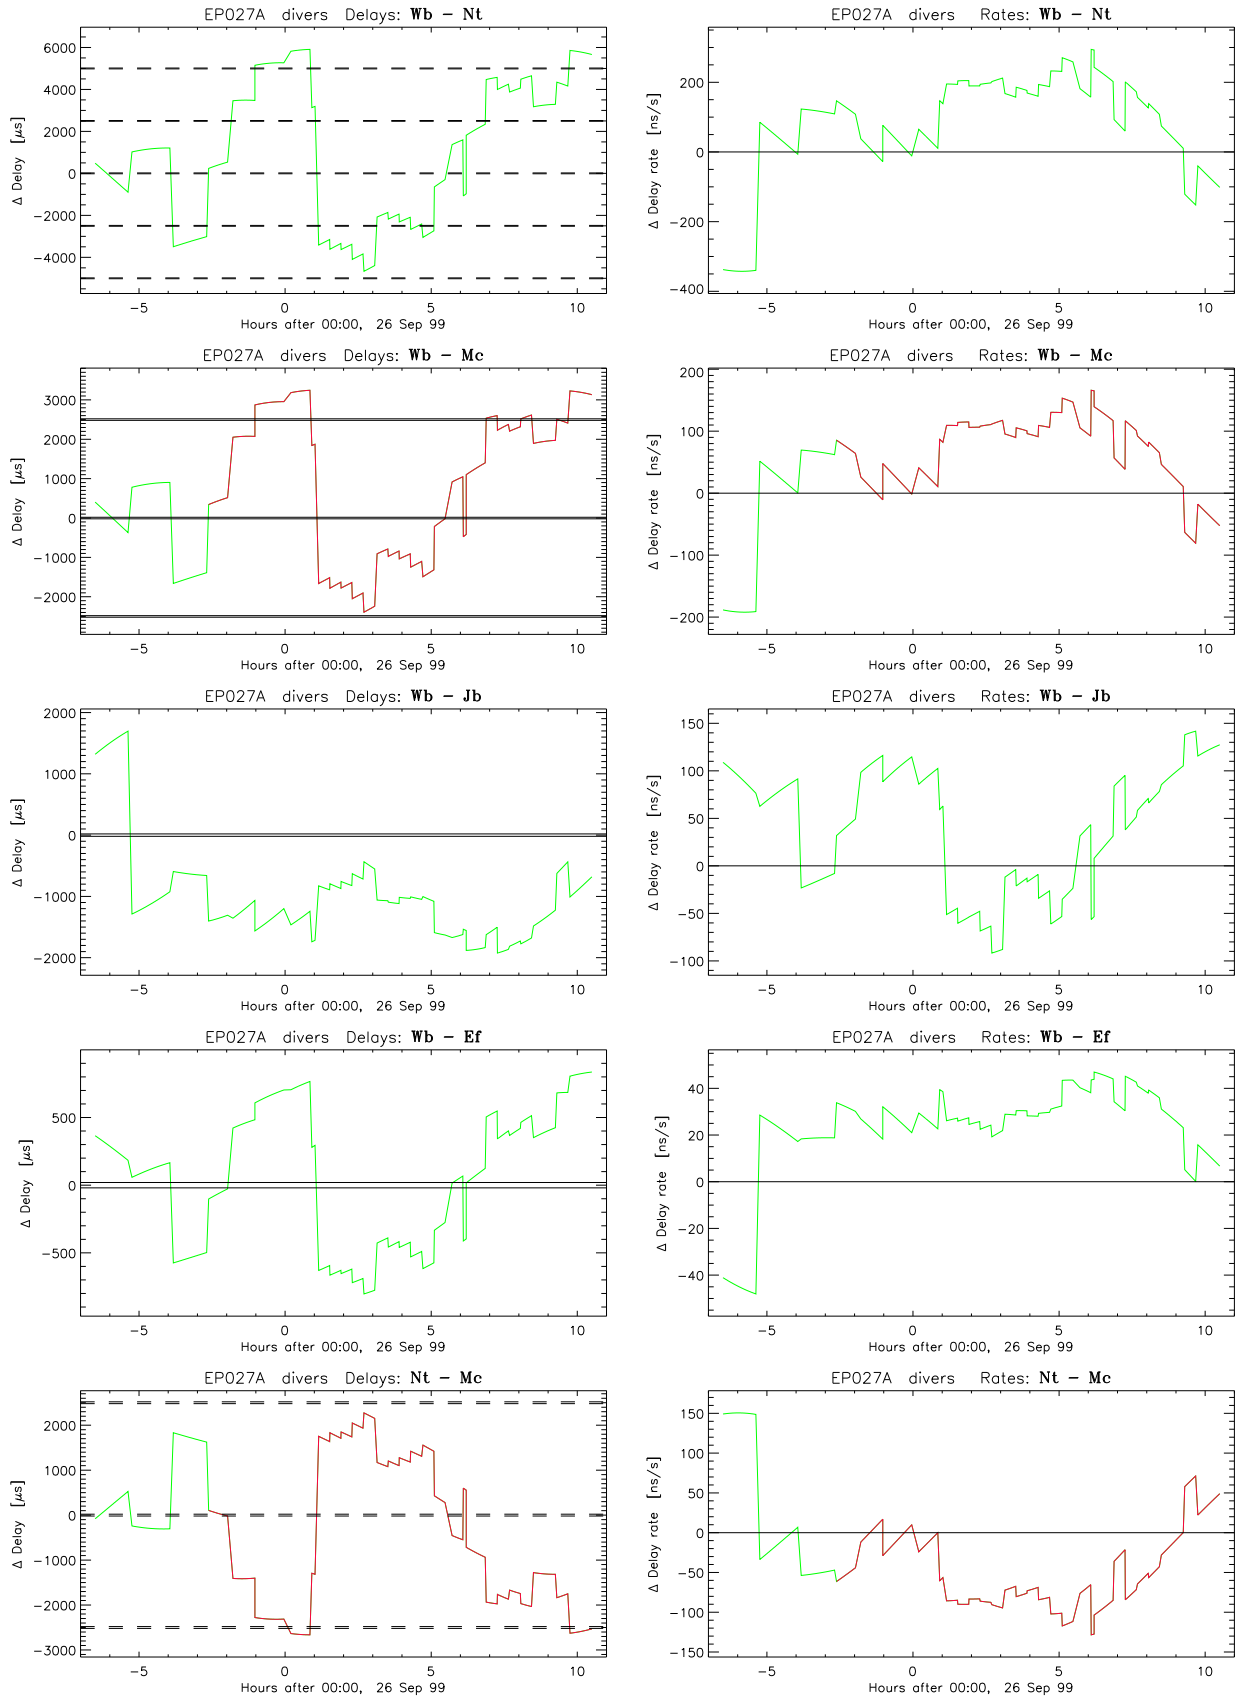 EP027A divers Delays: Wb – Nt
Δ Delay [μs]
6000
4000
2000
0
−2000
−4000
−5 0 5 10
Hours after 00:00, 26 Sep 99
EP027A divers Rates: Wb – Nt
Δ Delay rate [ns/s]
200
0
−200
−400
−5 0 5 10
Hours after 00:00, 26 Sep 99
EP027A divers Delays: Wb – Mc
Δ Delay [μs]
3000
2000
1000
0
−1000
−2000
−5 0 5 10
Hours after 00:00, 26 Sep 99
EP027A divers Rates: Wb – Mc
Δ Delay rate [ns/s]
200
100
0
−100
−200
−5 0 5 10
Hours after 00:00, 26 Sep 99
EP027A divers Delays: Wb – Jb
Δ Delay [μs]
2000
1000
0
−1000
−2000
−5 0 5 10
Hours after 00:00, 26 Sep 99
EP027A divers Rates: Wb – Jb
Δ Delay rate [ns/s]
150
100
50
0
−50
−100
−5 0 5 10
Hours after 00:00, 26 Sep 99
EP027A divers Delays: Wb – Ef
Δ Delay [μs]
500
0
−500
−5 0 5 10
Hours after 00:00, 26 Sep 99
EP027A divers Rates: Wb – Ef
Δ Delay rate [ns/s]
40
20
0
−20
−40
−5 0 5 10
Hours after 00:00, 26 Sep 99
EP027A divers Delays: Nt – Mc
Δ Delay [μs]
2000
1000
0
−1000
−2000
−3000
−5 0 5 10
Hours after 00:00, 26 Sep 99
EP027A divers Rates: Nt – Mc
Δ Delay rate [ns/s]
150
100
50
0
−50
−100
−150
−5 0 5 10
Hours after 00:00, 26 Sep 99